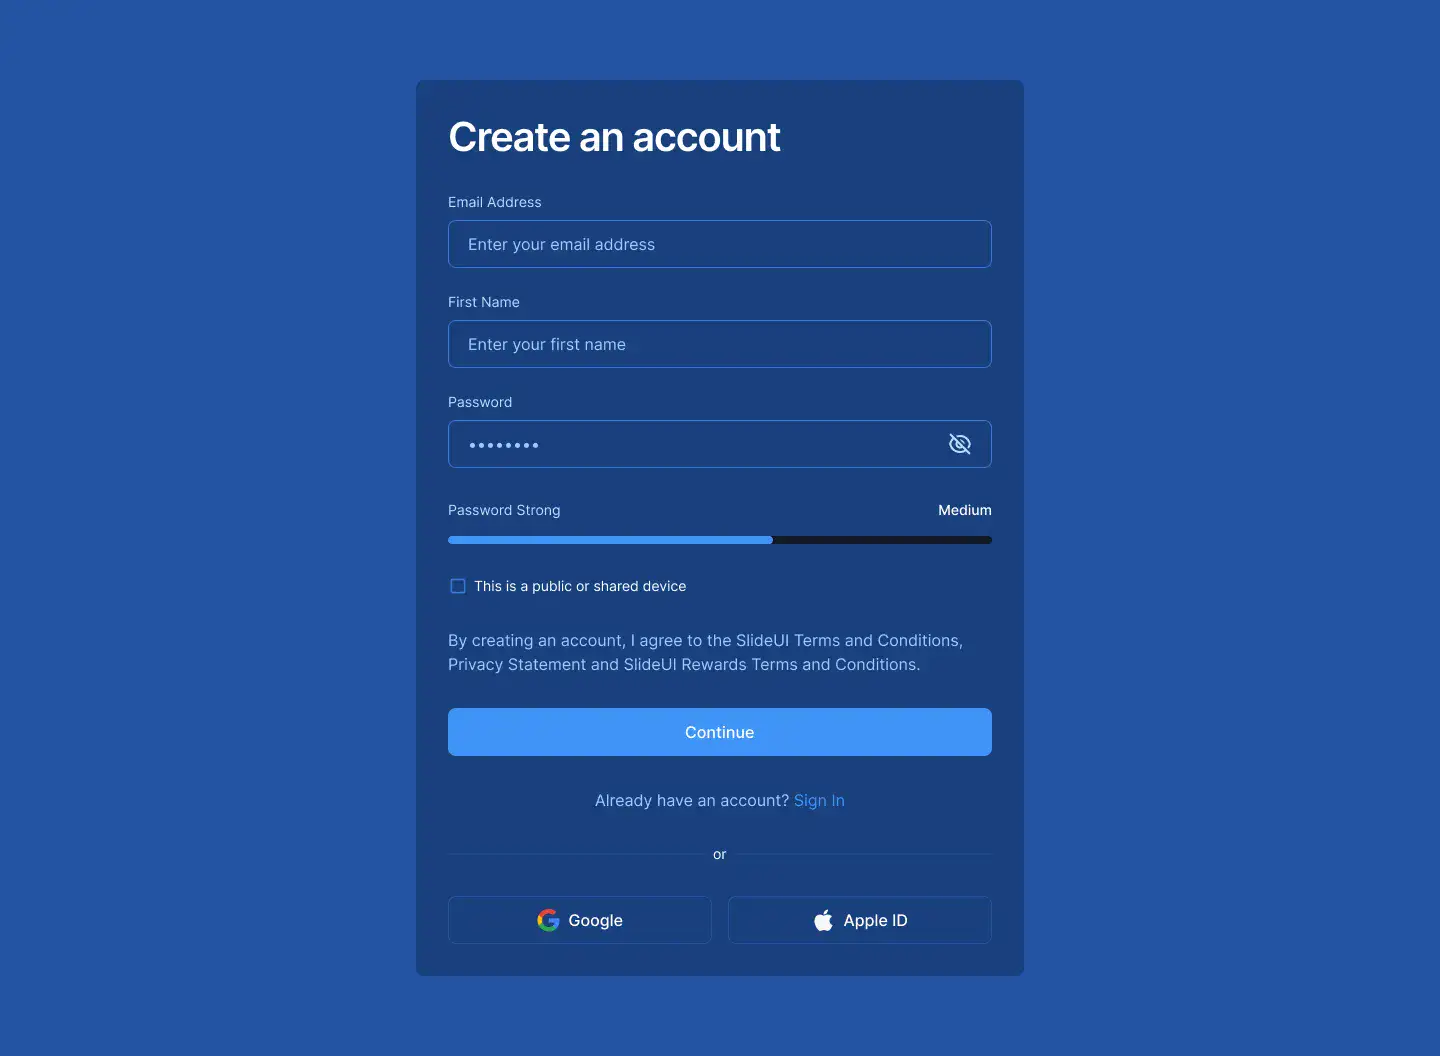 Create an account
Email Address
Enter your email address
First Name
Enter your first name
Password
••••••••
Password Strong
Medium
This is a public or shared device
By creating an account, I agree to the SlideUI Terms and Conditions,
Privacy Statement and SlideUI Rewards Terms and Conditions.
Continue
Already have an account? Sign In
or
Google
Apple ID